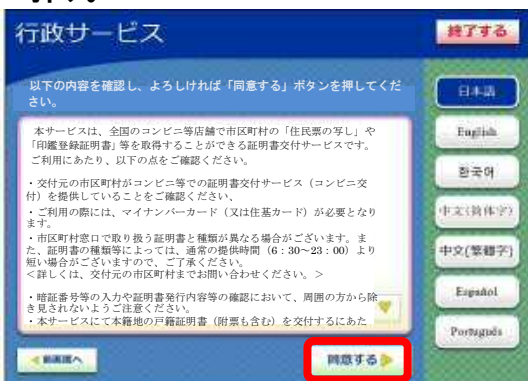 行政サービス
終了する
以下の内容を確認し、よろしければ「同意する」ボタンを押してくだ
さい。
本サービスは、全国のコンビニ等店舗で市区町村の「住民票の写し」や
「印鑑登録証明書」等を取得することができる証明書交付サービスです。
ご利用にあたり、以下の点をご確認ください。
・交付元の市区町村がコンビニ等での証明書交付サービス（コンビニ交
付）を提供していることをご確認ください、
・ご利用の際には、マイナンバーカード（又は住基カード）が必要となり
ます。
・市区町村窓口で取り扱う証明書と種類が異なる場合がございます。ま
た、証明書の種類等によっては、通常の提供時間（6：30～23：00）より
短い場合がございますので、ご了承ください。
＜詳しくは、交付元の市区町村までお問い合わせください。＞
・暗証番号等の入力や証明書発行内容等の確認において、周囲の方から除
き見されないようご注意ください。
・本サービスにて本籍地の戸籍証明書（附票も含む）を交付するにあた
同意する
日本語
English
한국어
中文(简体字)
中文(繁體字)
Español
Português